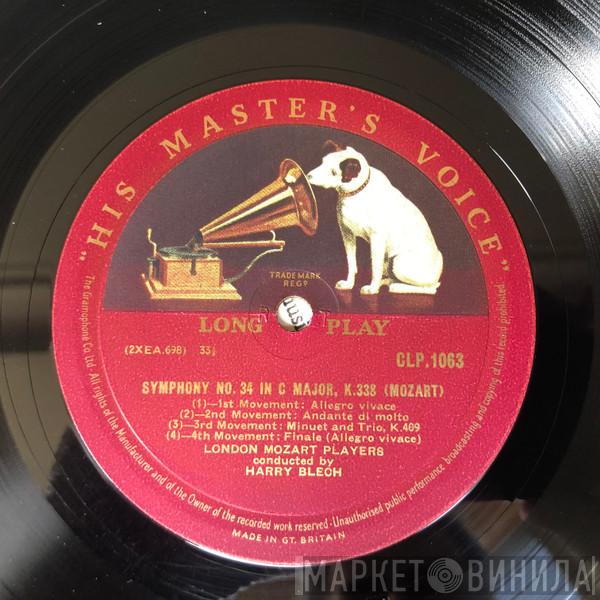 "HIS MASTER'S VOICE"
TRADE MARK
REGD
LONG PLAY
(2XEA.698) 33⅓
CLP.1063
SYMPHONY NO. 34 IN C MAJOR, K.338 (MOZART)
(1)—1st Movement: Allegro vivace
(2)—2nd Movement: Andante di molto
(3)—3rd Movement: Minuet and Trio, K.409
(4)—4th Movement: Finale (Allegro vivace)
LONDON MOZART PLAYERS
conducted by
HARRY BLECH
The Gramophone Co. Ltd. All rights of the Manufacturer and of the Owner of the recorded work reserved · Unauthorised public performance broadcasting and copying of this record prohibited.
MADE IN GT. BRITAIN
МАРКЕТ ВИНИЛА